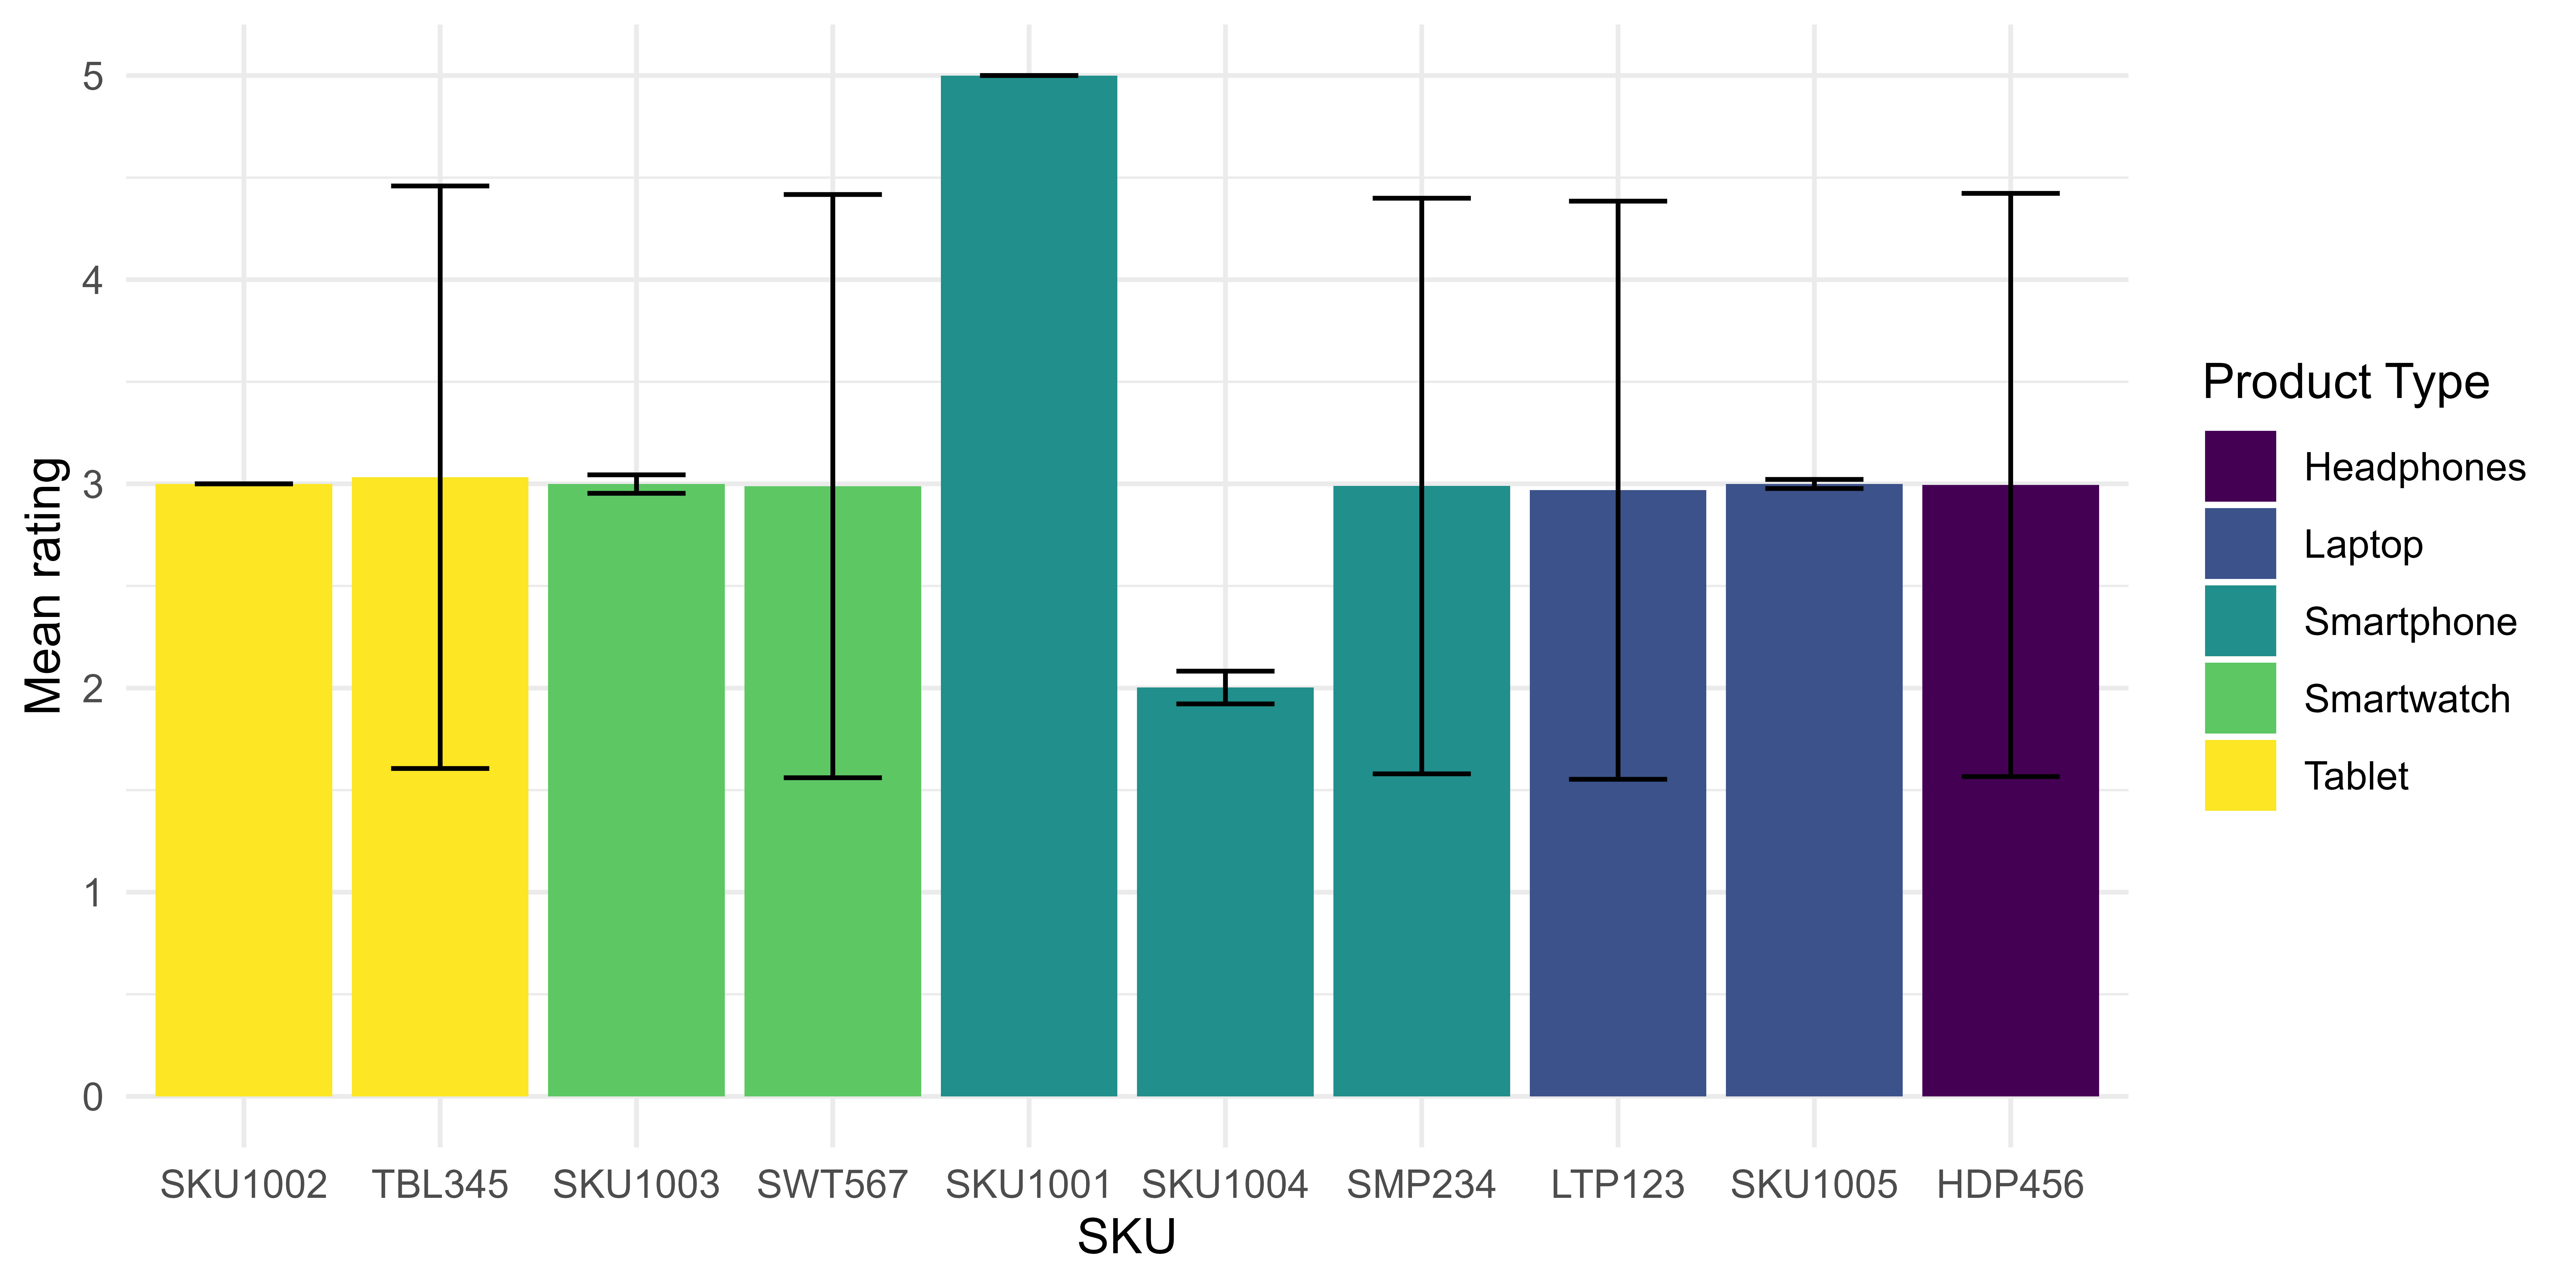 5
4
3
2
1
0
Mean rating
SKU1002 TBL345 SKU1003 SWT567 SKU1001 SKU1004 SMP234 LTP123 SKU1005 HDP456
SKU
Product Type
Headphones
Laptop
Smartphone
Smartwatch
Tablet